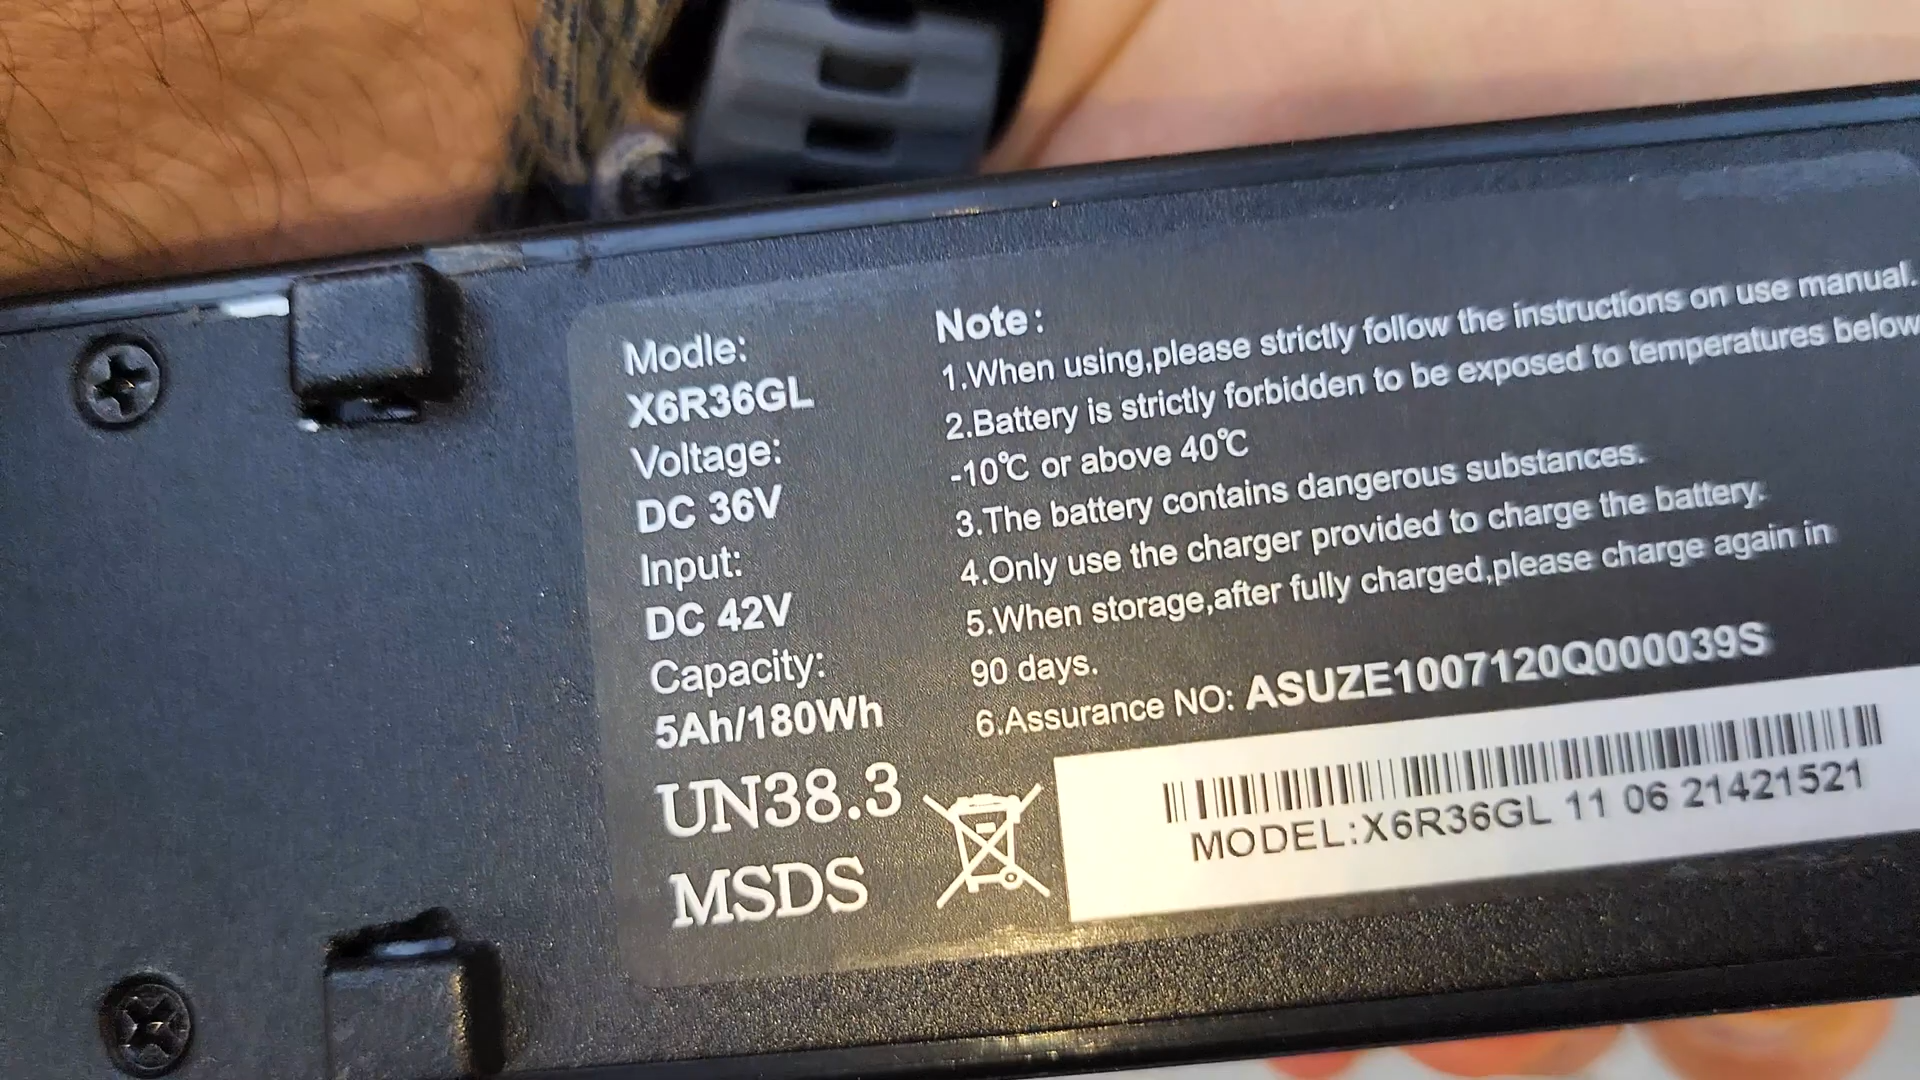 Modle:
X6R36GL
Voltage:
DC 36V
Input:
DC 42V
Capacity:
5Ah/180Wh
UN38.3
MSDS
Note:
1.When using,please strictly follow the instructions on use manual.
2.Battery is strictly forbidden to be exposed to temperatures below
-10℃ or above 40℃
3.The battery contains dangerous substances.
4.Only use the charger provided to charge the battery.
5.When storage,after fully charged,please charge again in
90 days.
6.Assurance NO: ASUZE1007120Q000039S
MODEL:X6R36GL 11 06 21421521